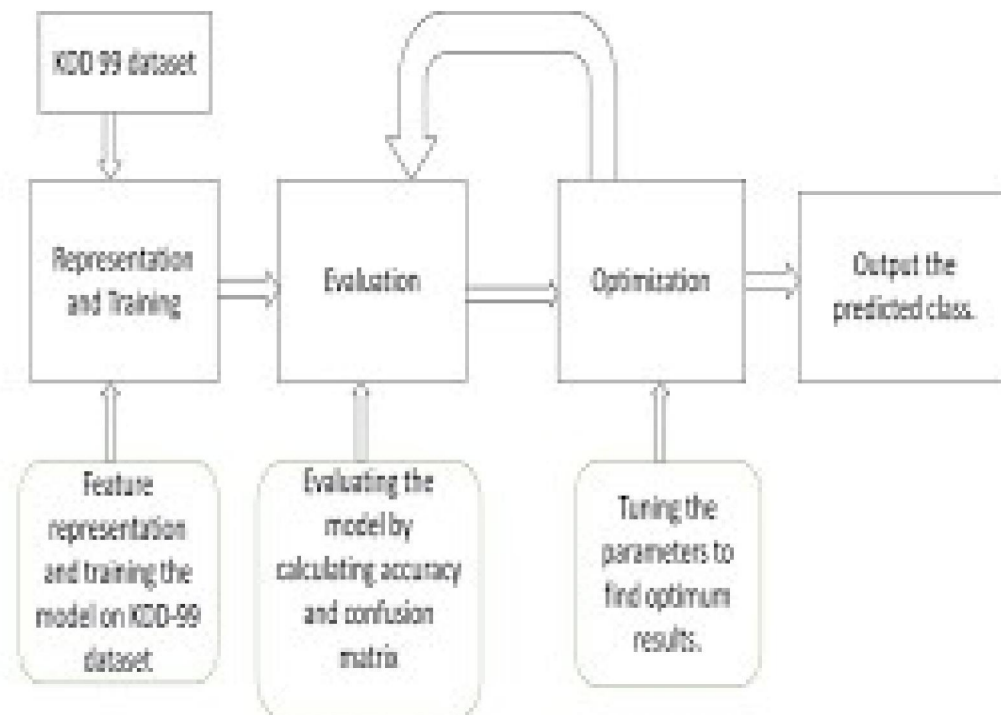 KDD 99 dataset
Representation
and Training
Evaluation
Optimization
Output the
predicted class.
Feature
representation
and training the
model on KDD-99
dataset
Evaluating the
model by
calculating accuracy
and confusion
matrix
Tuning the
parameters to
find optimum
results.